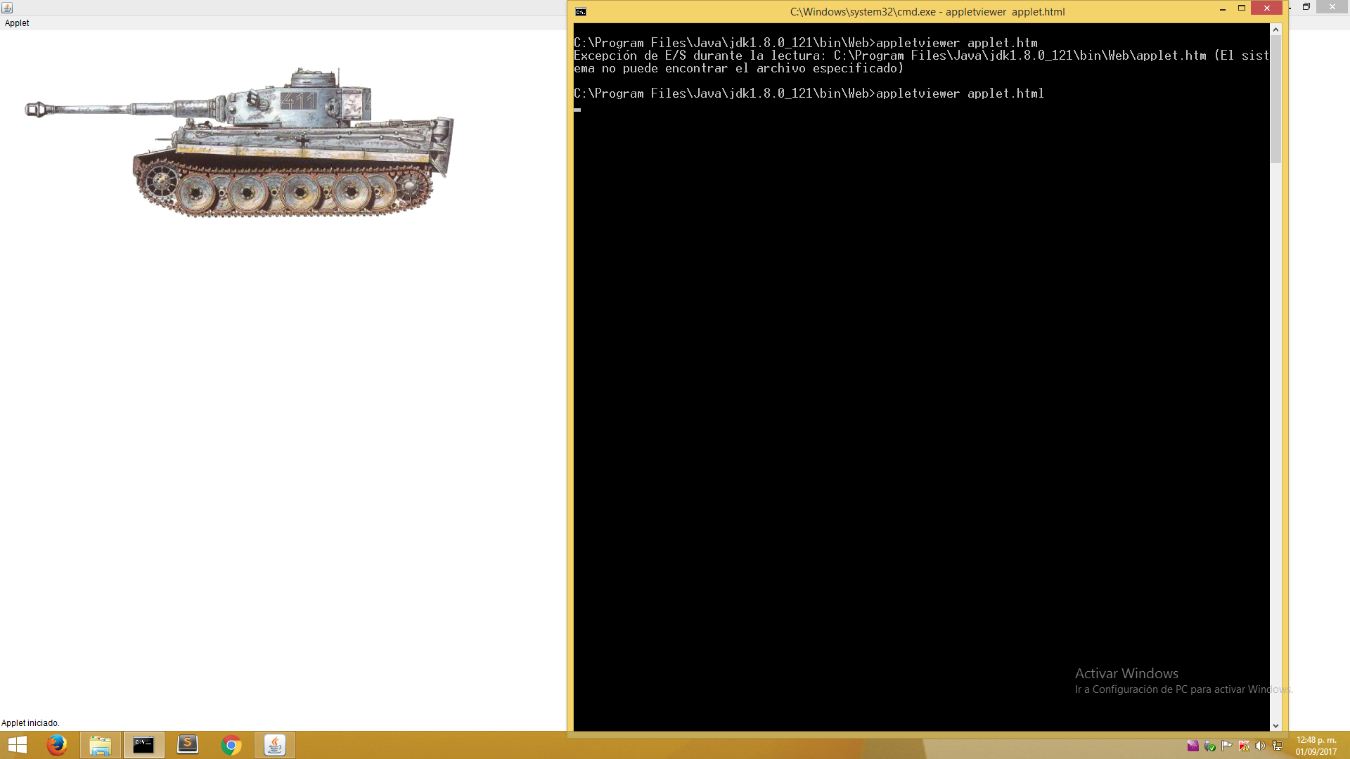 Applet
411
Applet iniciado.
C:\Windows\system32\cmd.exe - appletviewer  applet.html
C:\Program Files\Java\jdk1.8.0_121\bin\Web>appletviewer applet.htm
Excepción de E/S durante la lectura: C:\Program Files\Java\jdk1.8.0_121\bin\Web\applet.htm (El sist
ema no puede encontrar el archivo especificado)
C:\Program Files\Java\jdk1.8.0_121\bin\Web>appletviewer applet.html
Activar Windows
Ir a Configuración de PC para activar Windows.
12:48 p. m.
01/09/2017